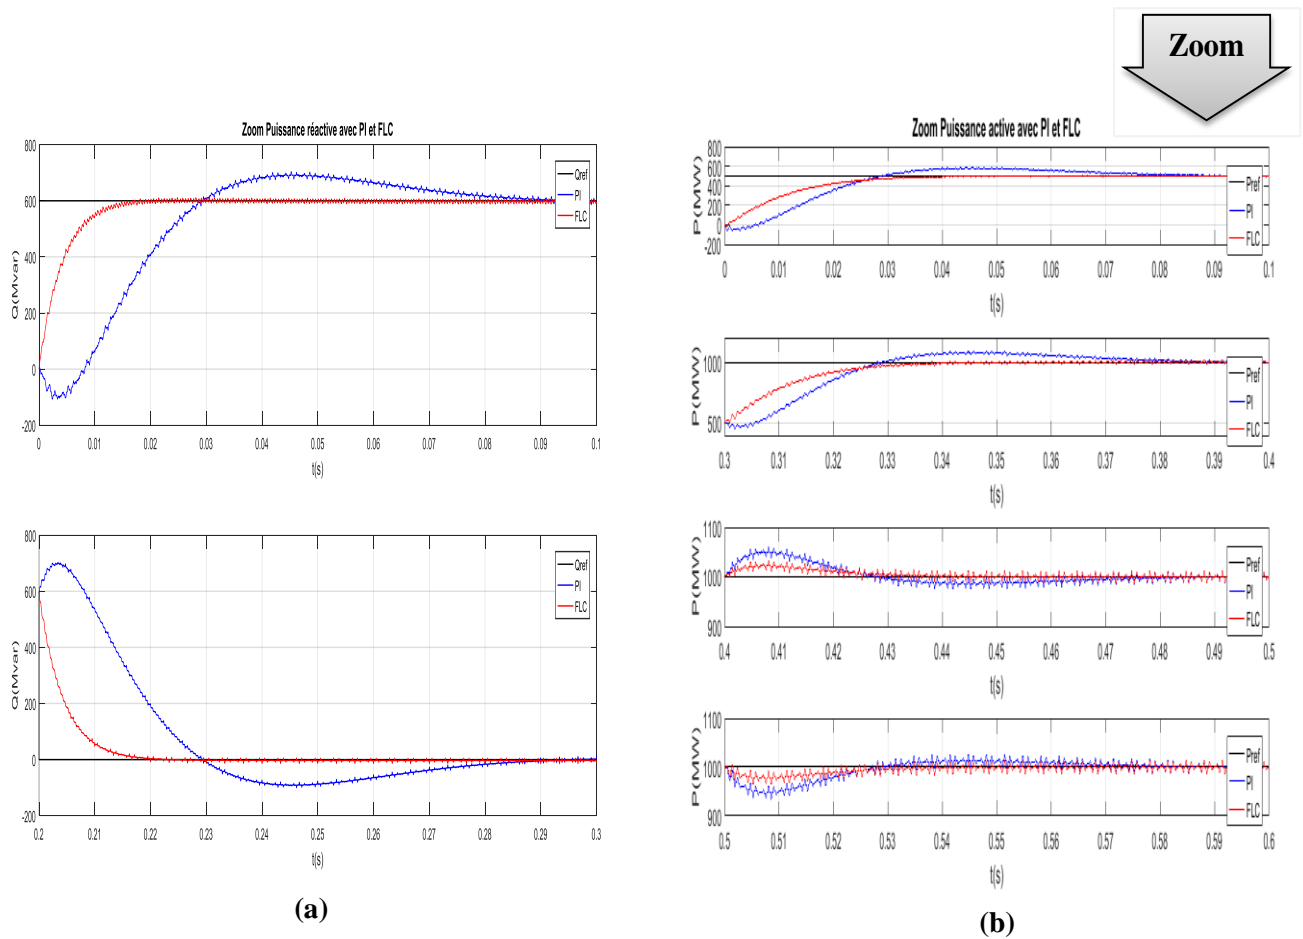 Zoom
Zoom Puissance réactive avec PI et FLC
800
600
400
200
0
-200
Q(Mvar)
Qref
PI
FLC
0 0.01 0.02 0.03 0.04 0.05 0.06 0.07 0.08 0.09 0.1
t(s)
800
600
400
200
0
-200
Q(Mvar)
Qref
PI
FLC
0.2 0.21 0.22 0.23 0.24 0.25 0.26 0.27 0.28 0.29 0.3
t(s)
(a)
Zoom Puissance active avec PI et FLC
800
600
500
400
200
0
-200
P(MW)
Pref
PI
FLC
0 0.01 0.02 0.03 0.04 0.05 0.06 0.07 0.08 0.09 0.1
t(s)
1000
500
P(MW)
Pref
PI
FLC
0.3 0.31 0.32 0.33 0.34 0.35 0.36 0.37 0.38 0.39 0.4
t(s)
1100
1000
900
P(MW)
Pref
PI
FLC
0.4 0.41 0.42 0.43 0.44 0.45 0.46 0.47 0.48 0.49 0.5
t(s)
1100
1000
900
P(MW)
Pref
PI
FLC
0.5 0.51 0.52 0.53 0.54 0.55 0.56 0.57 0.58 0.59 0.6
t(s)
(b)